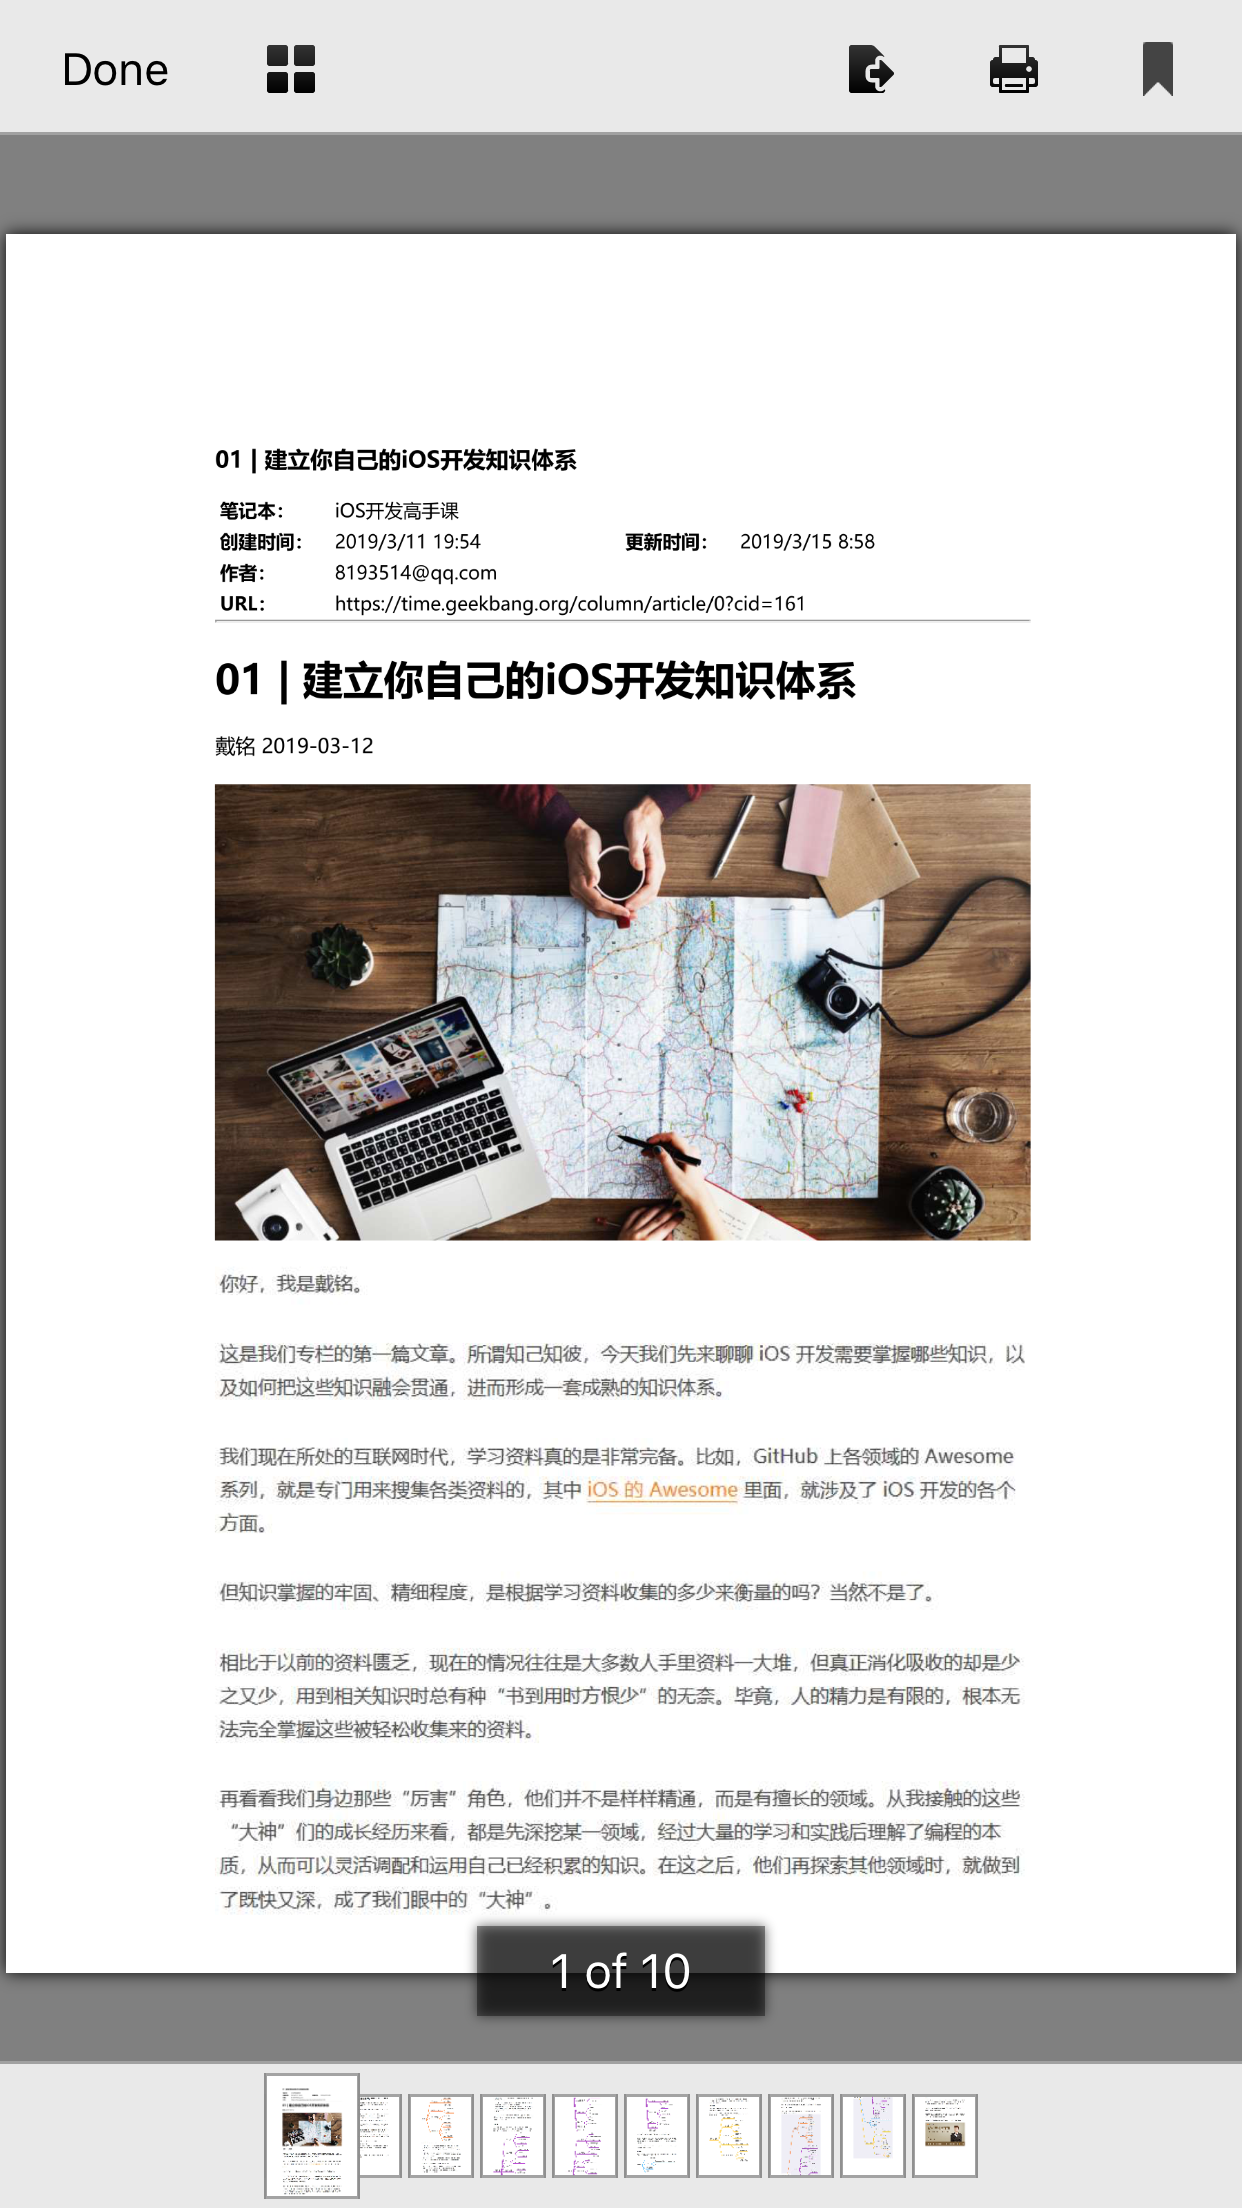 Done
01 | 建立你自己的iOS开发知识体系
笔记本： iOS开发高手课
创建时间： 2019/3/11 19:54 更新时间： 2019/3/15 8:58
作者： 8193514@qq.com
URL： https://time.geekbang.org/column/article/0?cid=161
01 | 建立你自己的iOS开发知识体系
戴铭 2019-03-12
你好，我是戴铭。
这是我们专栏的第一篇文章。所谓知己知彼，今天我们先来聊聊 iOS 开发需要掌握哪些知识，以
及如何把这些知识融会贯通，进而形成一套成熟的知识体系。
我们现在所处的互联网时代，学习资料真的是非常完备。比如，GitHub 上各领域的 Awesome
系列，就是专门用来搜集各类资料的，其中 iOS 的 Awesome 里面，就涉及了 iOS 开发的各个
方面。
但知识掌握的牢固、精细程度，是根据学习资料收集的多少来衡量的吗？当然不是了。
相比于以前的资料匮乏，现在的情况往往是大多数人手里资料一大堆，但真正消化吸收的却是少
之又少，用到相关知识时总有种“书到用时方恨少”的无奈。毕竟，人的精力是有限的，根本无
法完全掌握这些被轻松收集来的资料。
再看看我们身边那些“厉害”角色，他们并不是样样精通，而是有擅长的领域。从我接触的这些
“大神”们的成长经历来看，都是先深挖某一领域，经过大量的学习和实践后理解了编程的本
质，从而可以灵活调配和运用自己已经积累的知识。在这之后，他们再探索其他领域时，就做到
了既快又深，成了我们眼中的“大神”。
1 of 10